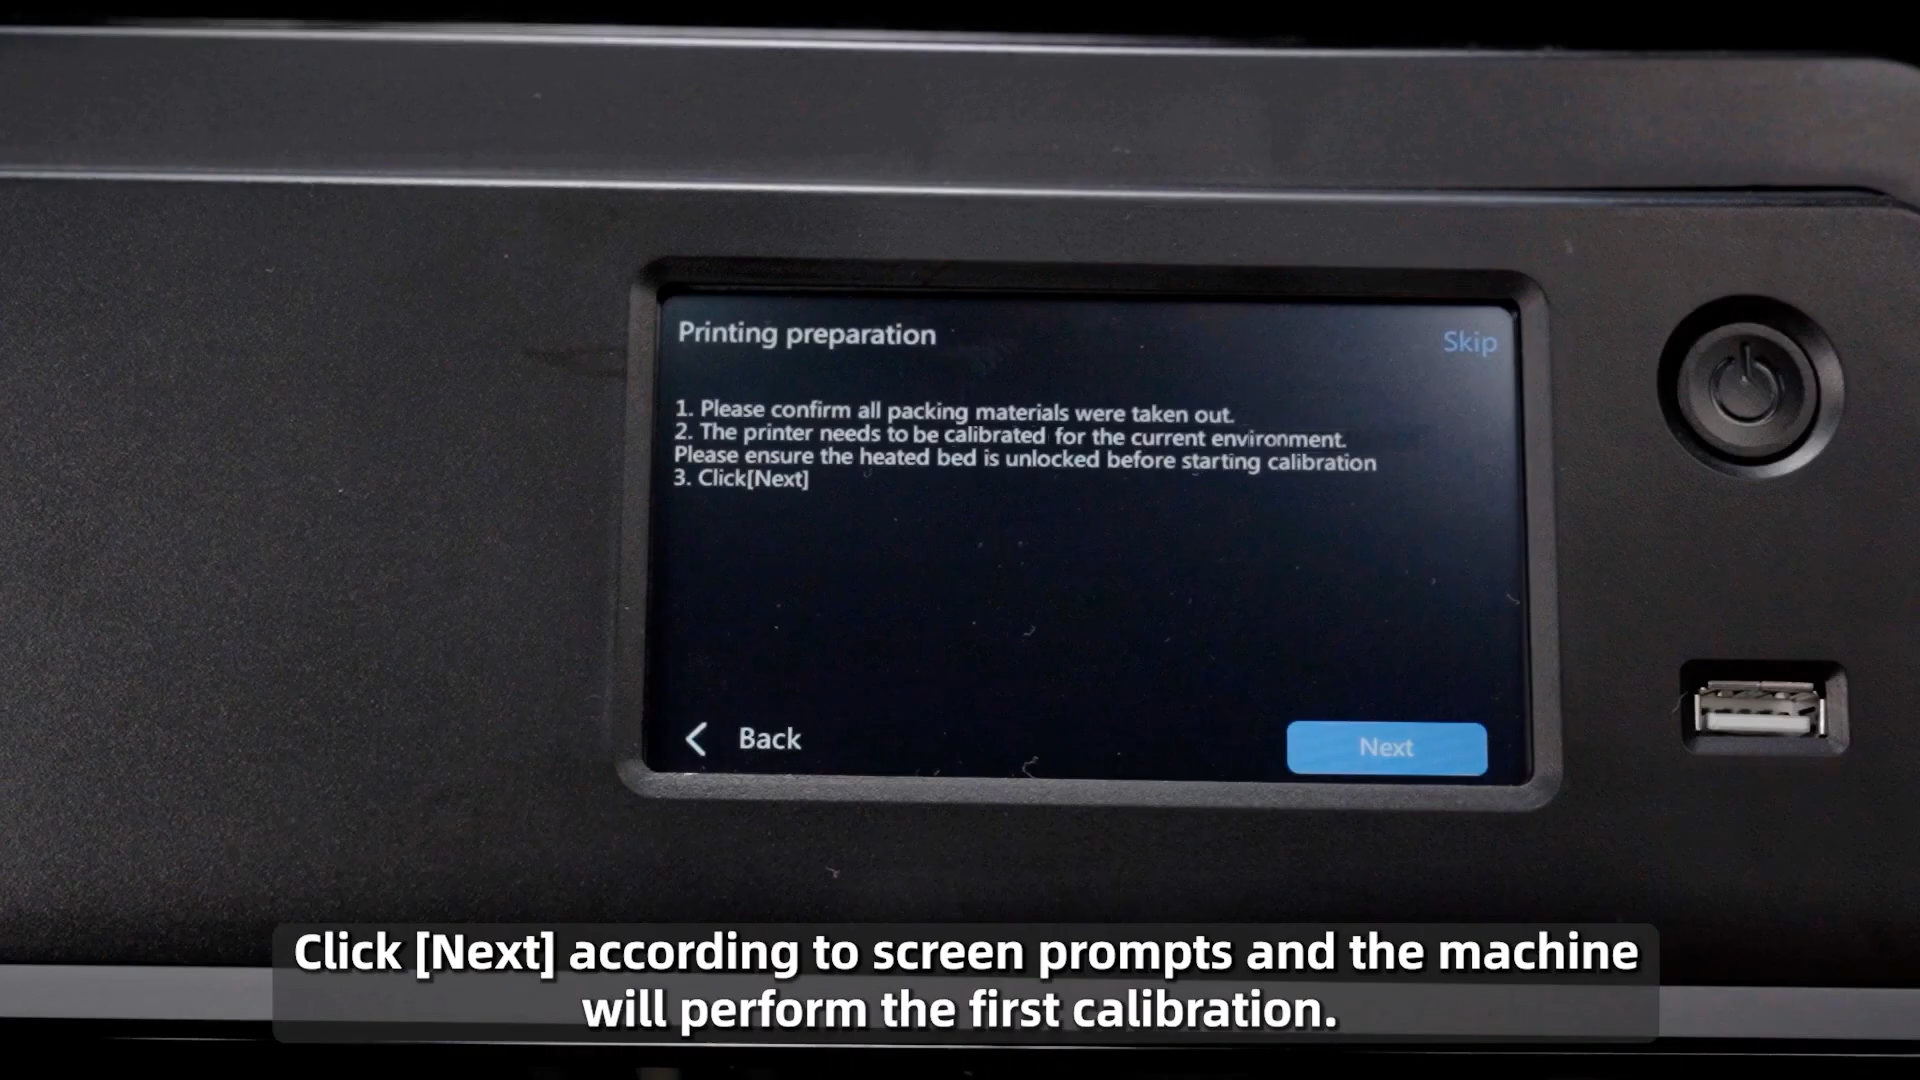 Printing preparation
Skip
1. Please confirm all packing materials were taken out.
2. The printer needs to be calibrated for the current environment.
Please ensure the heated bed is unlocked before starting calibration
3. Click[Next]
Back
Next
Click [Next] according to screen prompts and the machine
will perform the first calibration.